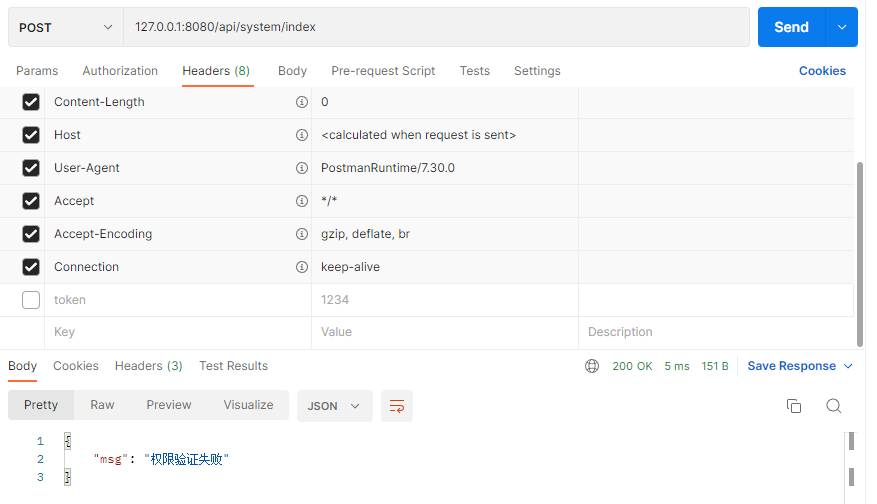 POST 127.0.0.1:8080/api/system/index Send
Params Authorization Headers (8) Body Pre-request Script Tests Settings Cookies
Content-Length 0
Host <calculated when request is sent>
User-Agent PostmanRuntime/7.30.0
Accept */*
Accept-Encoding gzip, deflate, br
Connection keep-alive
token 1234
Key Value Description
Body Cookies Headers (3) Test Results 200 OK 5 ms 151 B Save Response
Pretty Raw Preview Visualize JSON
1 {
2 "msg": "权限验证失败"
3 }